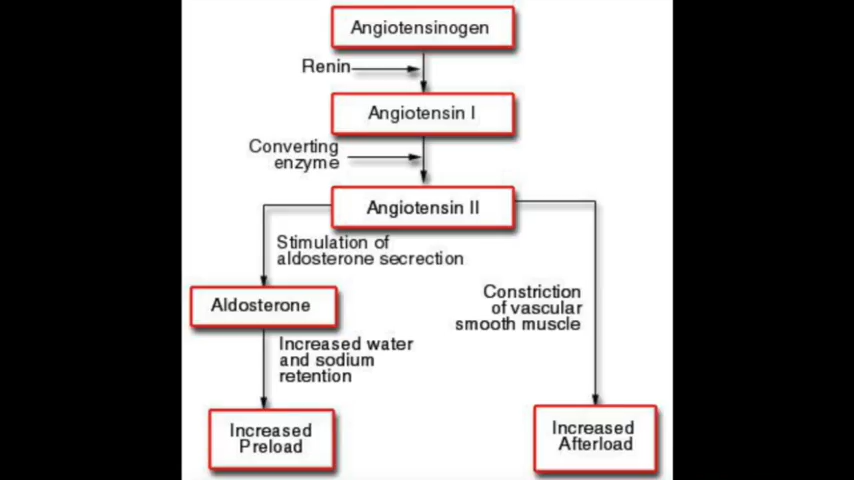 Angiotensinogen
Renin
Angiotensin I
Converting
enzyme
Angiotensin II
Stimulation of
aldosterone secrection
Aldosterone
Constriction
of vascular
smooth muscle
Increased water
and sodium
retention
Increased
Preload
Increased
Afterload